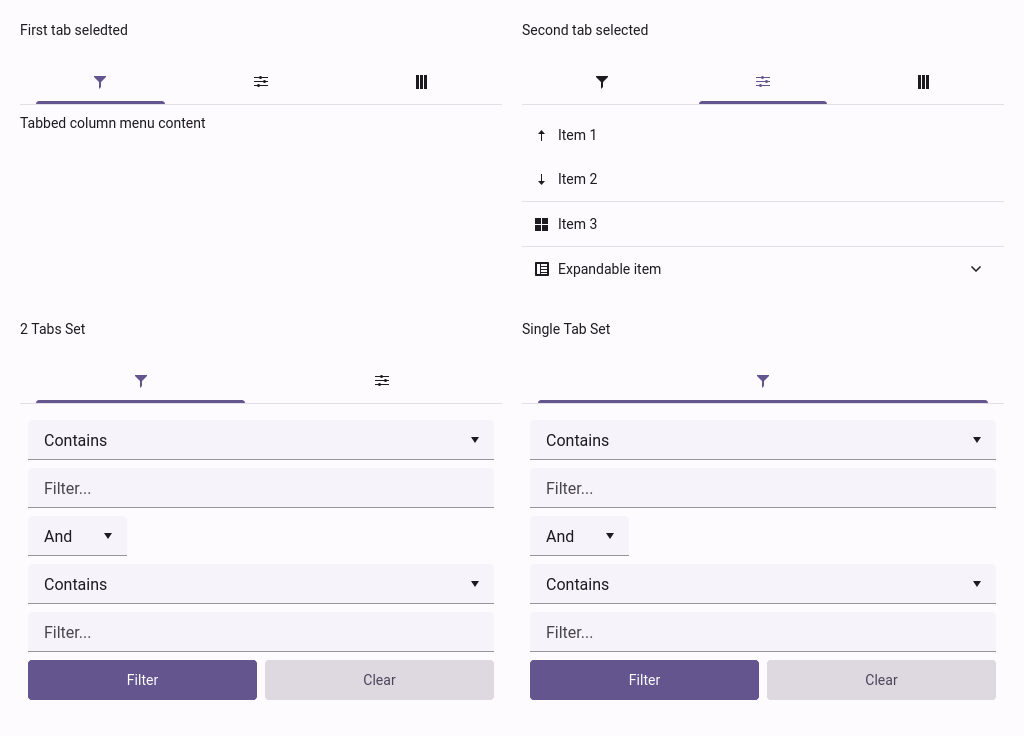 First tab seledted
Second tab selected
Tabbed column menu content
Item 1
Item 2
Item 3
Expandable item
2 Tabs Set
Single Tab Set
Contains
Filter...
And
Contains
Filter...
Filter
Clear
Contains
Filter...
And
Contains
Filter...
Filter
Clear